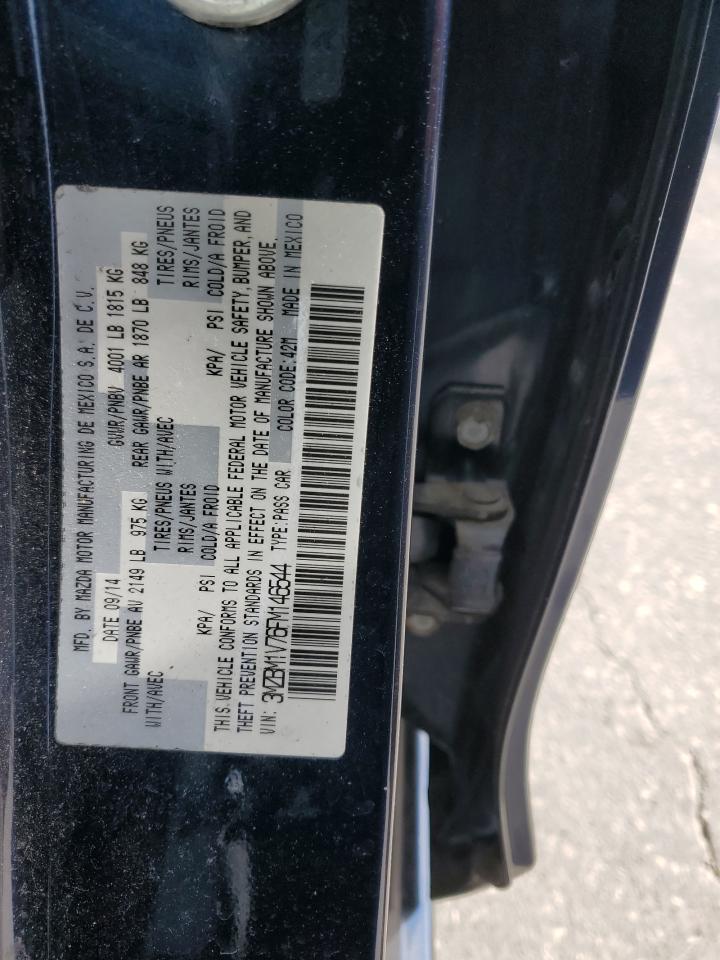 MFD. BY MAZDA MOTOR MANUFACTURING DE MEXICO S.A. DE C.V.
DATE 09/14 GVWR/PNBV 4001 LB 1815 KG
FRONT GAWR/PNBE AV 2149 LB 975 KG REAR GAWR/PNBE AR 1870 LB 848 KG
WITH/AVEC TIRES/PNEUS WITH/AVEC TIRES/PNEUS
RIMS/JANTES RIMS/JANTES
KPA/ PSI COLD/A FROID KPA/ PSI COLD/A FROID
THIS VEHICLE CONFORMS TO ALL APPLICABLE FEDERAL MOTOR VEHICLE SAFETY, BUMPER, AND
THEFT PREVENTION STANDARDS IN EFFECT ON THE DATE OF MANUFACTURE SHOWN ABOVE.
VIN: 3MZBM1V76FM146544 TYPE:PASS CAR COLOR CODE:42M MADE IN MEXICO